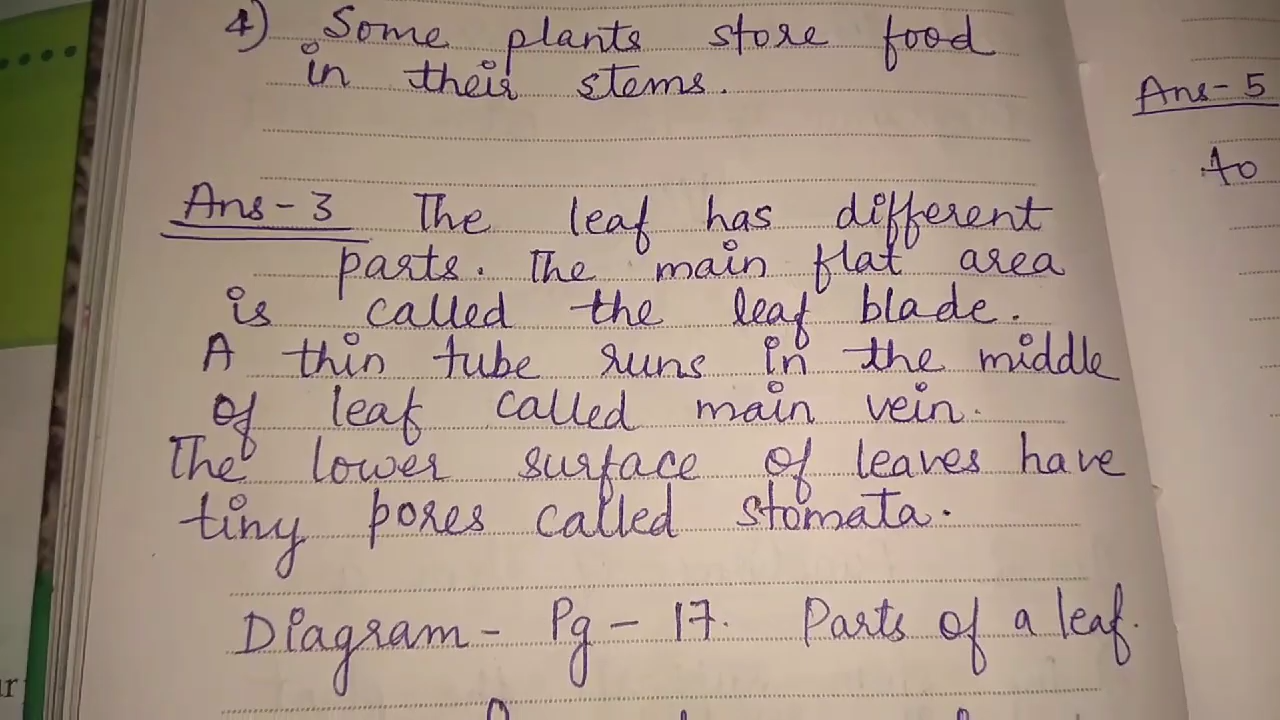 4) Some plants store food
in their stems.
Ans - 3 The leaf has different
parts. The main flat area
is called the leaf blade.
A thin tube runs in the middle
of leaf called main vein.
The lower surface of leaves have
tiny pores called stomata.
Diagram - Pg - 17. Parts of a leaf.
Ans - 5
to